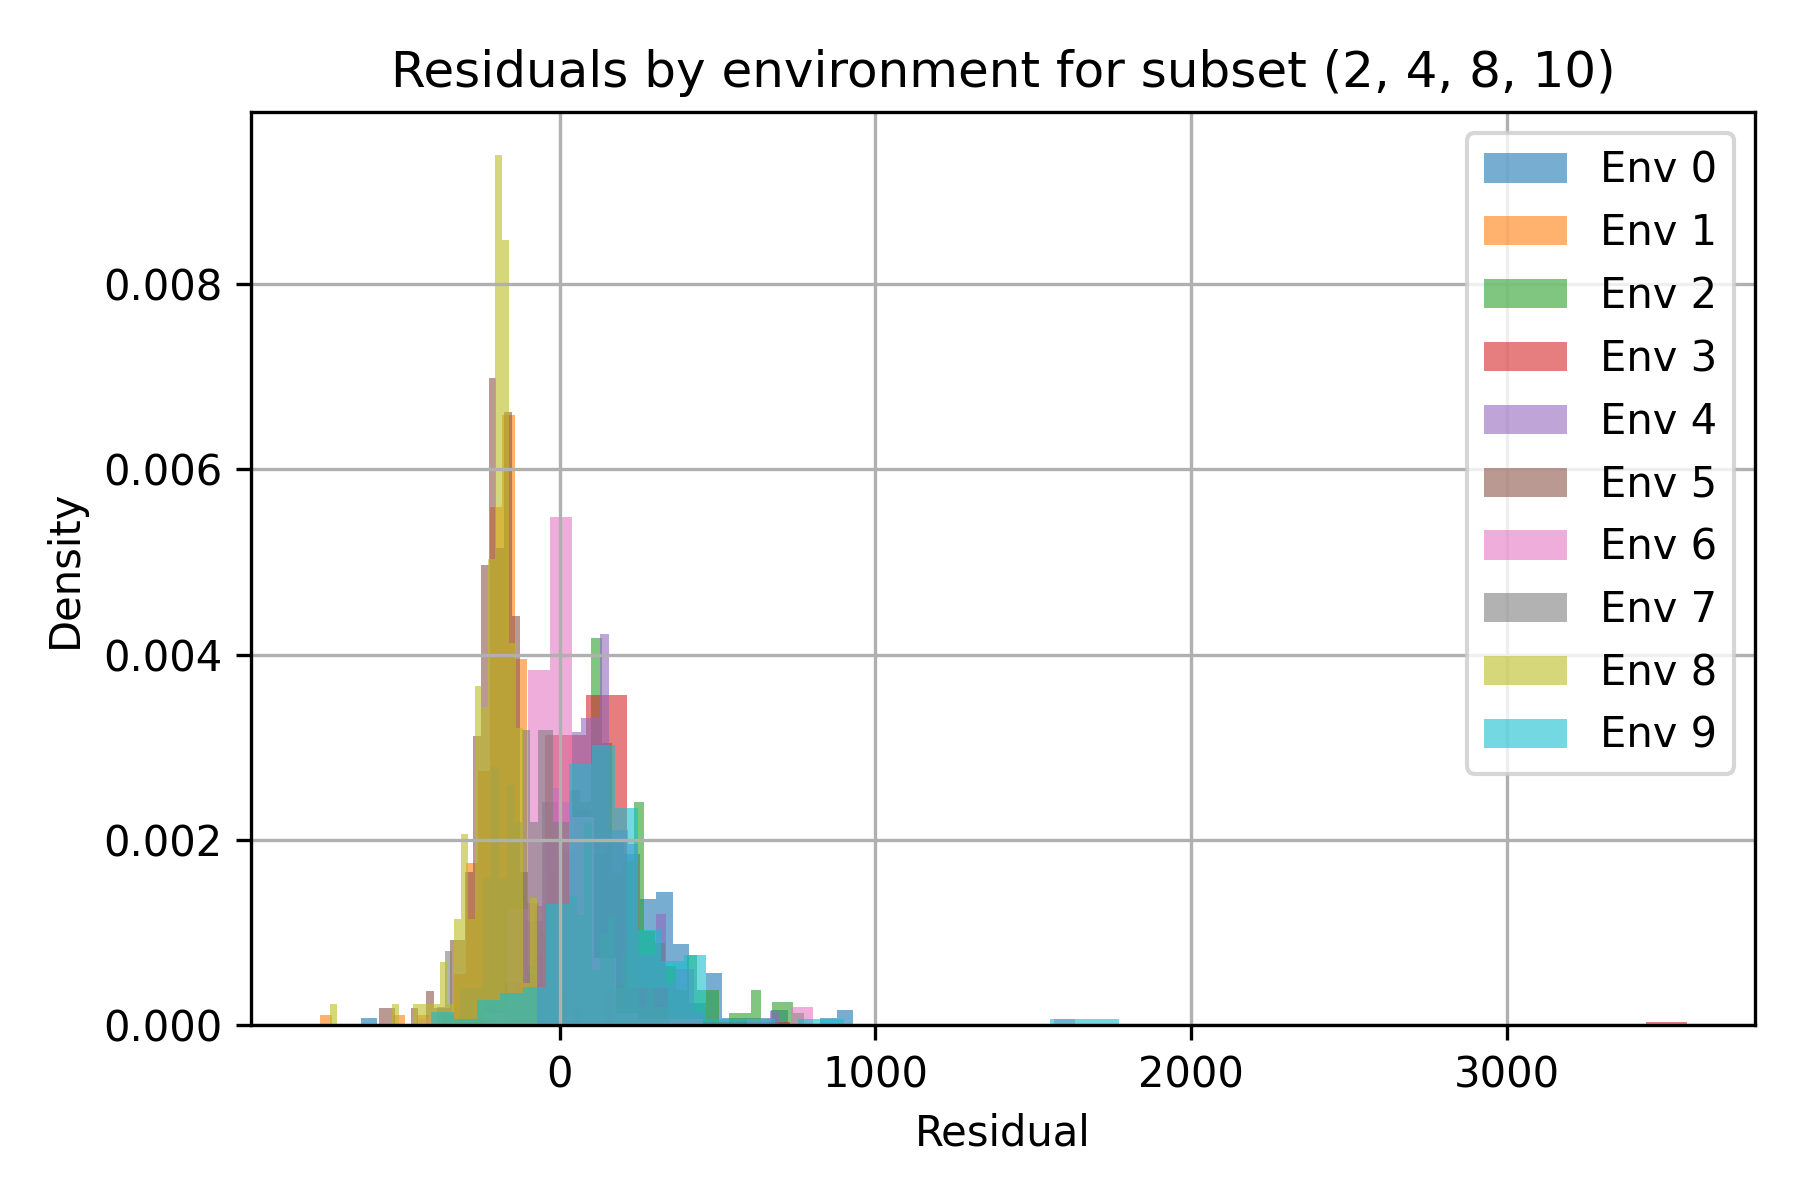 Residuals by environment for subset (2, 4, 8, 10)
Density
0.008
0.006
0.004
0.002
0.000
0
1000
2000
3000
Residual
Env 0
Env 1
Env 2
Env 3
Env 4
Env 5
Env 6
Env 7
Env 8
Env 9